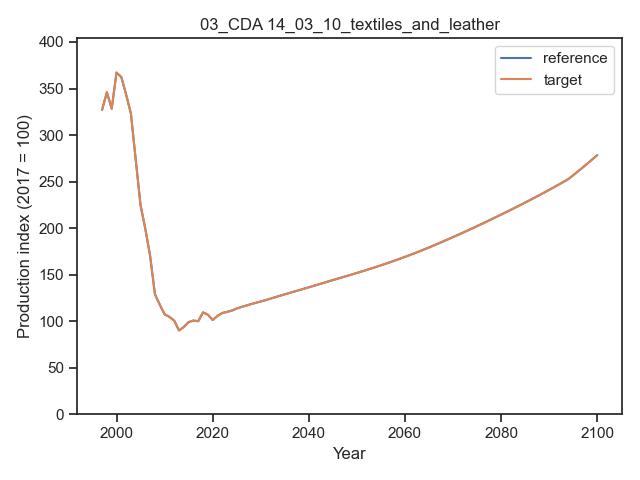 03_CDA 14_03_10_textiles_and_leather
reference
target
Production index (2017 = 100)
400
350
300
250
200
150
100
50
0
2000 2020 2040 2060 2080 2100
Year